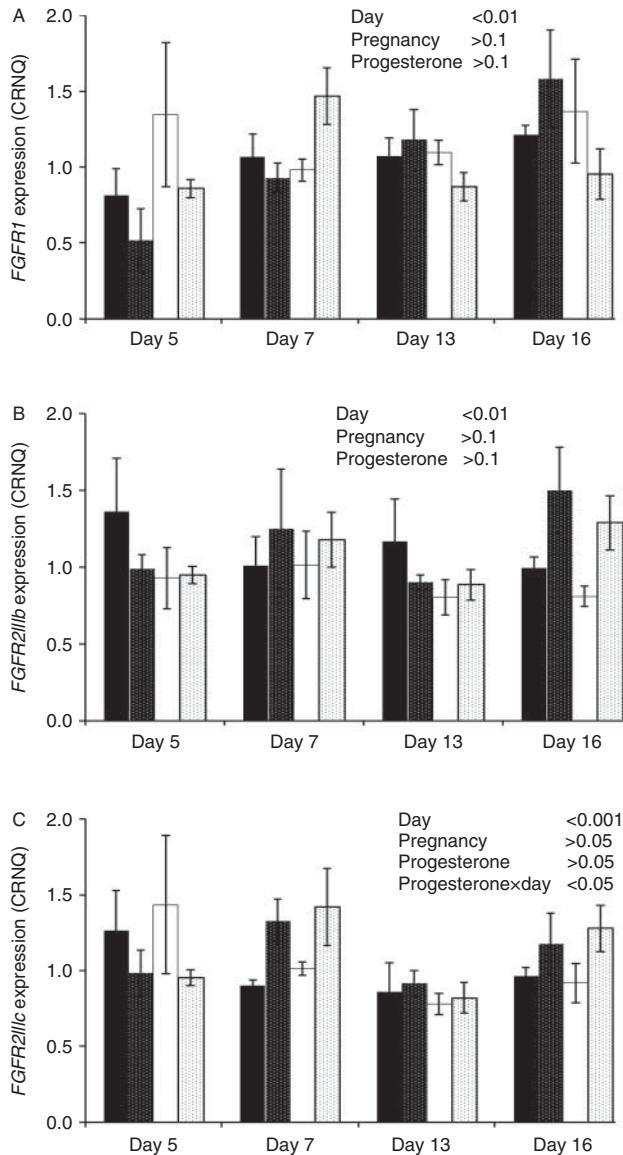 A
Day <0.01
Pregnancy >0.1
Progesterone >0.1
FGFR1 expression (CRNQ)
2.0
1.5
1.0
0.5
0.0
Day 5 Day 7 Day 13 Day 16
B
Day <0.01
Pregnancy >0.1
Progesterone >0.1
FGFR2IIIb expression (CRNQ)
2.0
1.5
1.0
0.5
0.0
Day 5 Day 7 Day 13 Day 16
C
Day <0.001
Pregnancy >0.05
Progesterone >0.05
Progesterone×day <0.05
FGFR2IIIc expression (CRNQ)
2.0
1.5
1.0
0.5
0.0
Day 5 Day 7 Day 13 Day 16